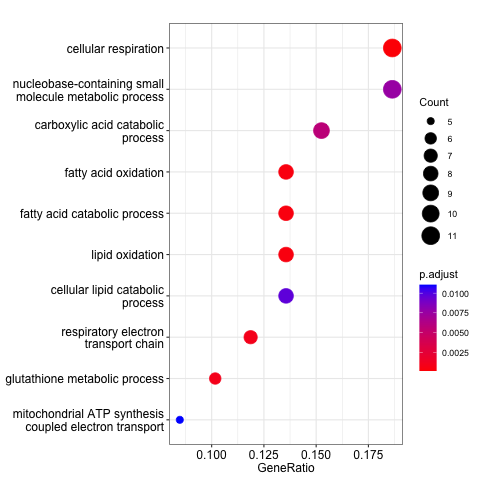 cellular respiration
nucleobase-containing small
molecule metabolic process
carboxylic acid catabolic
process
fatty acid oxidation
fatty acid catabolic process
lipid oxidation
cellular lipid catabolic
process
respiratory electron
transport chain
glutathione metabolic process
mitochondrial ATP synthesis
coupled electron transport
0.100 0.125 0.150 0.175
GeneRatio
Count
5
6
7
8
9
10
11
p.adjust
0.0100
0.0075
0.0050
0.0025